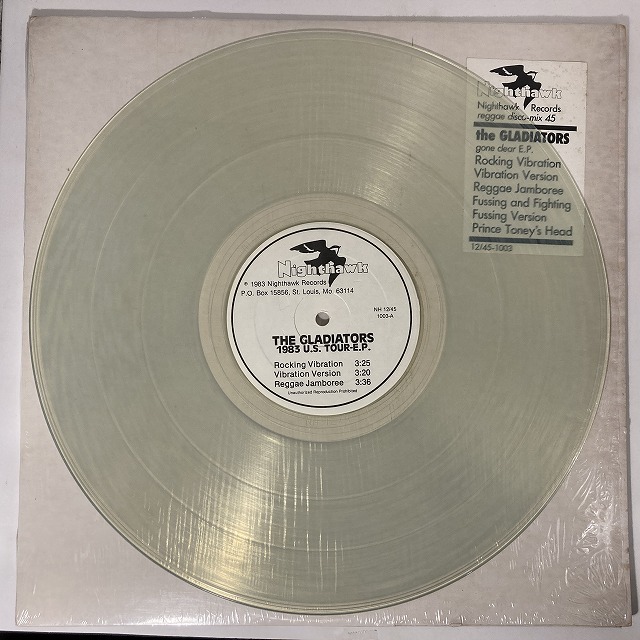 Nighthawk
Nighthawk Records
reggae disco-mix 45
the GLADIATORS
gone clear E.P.
Rocking Vibration
Vibration Version
Reggae Jamboree
Fussing and Fighting
Fussing Version
Prince Toney's Head
12/45-1003
Nighthawk
℗ 1983 Nighthawk Records
P.O. Box 15856, St. Louis, Mo. 63114
NH 12/45
1003-A
THE GLADIATORS
1983 U.S. TOUR-E.P.
Rocking Vibration 3:25
Vibration Version 3:20
Reggae Jamboree 3:36
Unauthorized Reproduction Prohibited